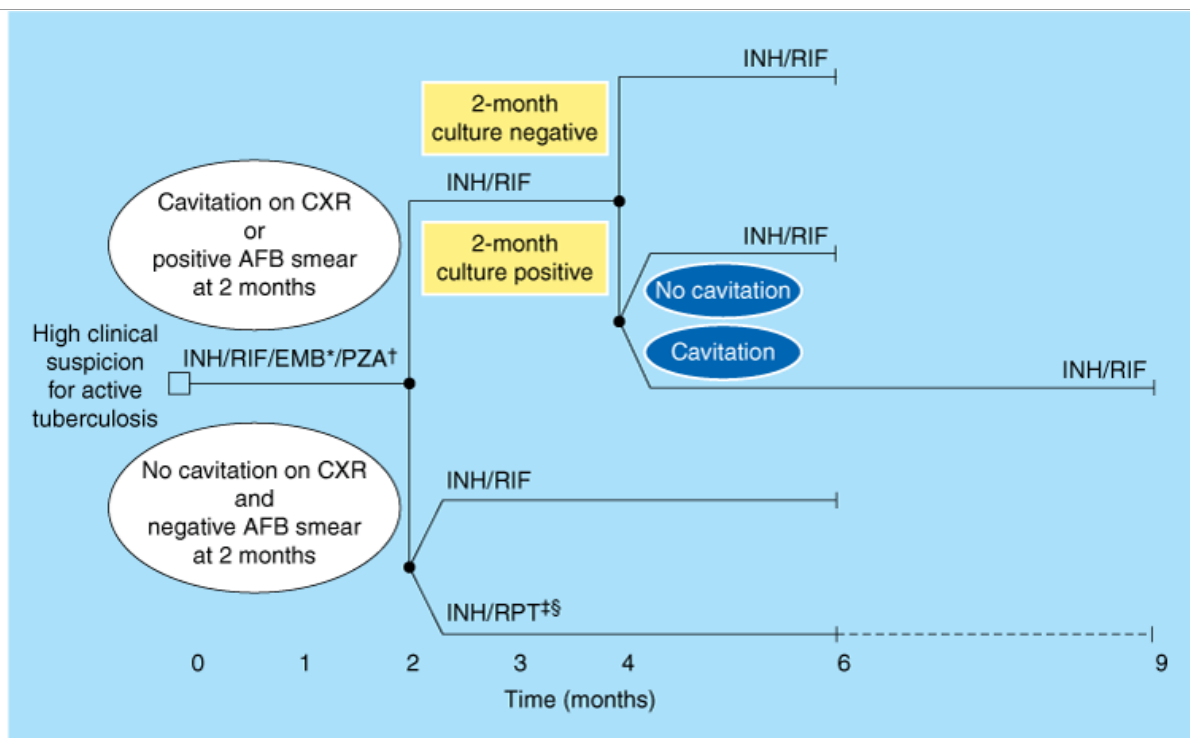 INH/RIF
2-month
culture negative
Cavitation on CXR
or
positive AFB smear
at 2 months
INH/RIF
2-month
culture positive
INH/RIF
No cavitation
Cavitation
High clinical
suspicion
for active
tuberculosis
INH/RIF/EMB*/PZA†
INH/RIF
No cavitation on CXR
and
negative AFB smear
at 2 months
INH/RIF
INH/RPT‡§
0 1 2 3 4 6 9
Time (months)